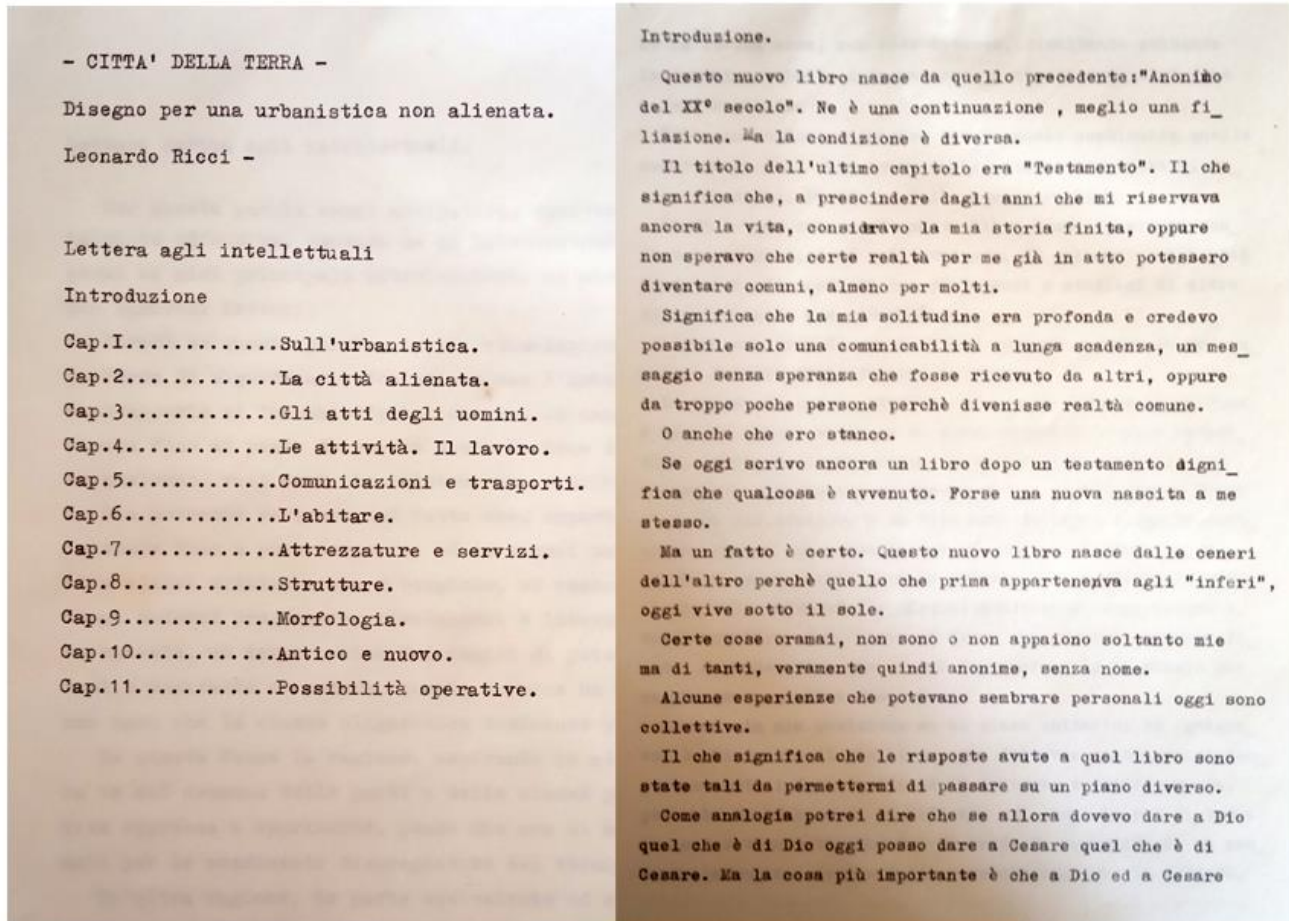 - CITTA' DELLA TERRA -
Disegno per una urbanistica non alienata.
Leonardo Ricci -
Lettera agli intellettuali
Introduzione
Cap.I.............Sull'urbanistica.
Cap.2.............La città alienata.
Cap.3.............Gli atti degli uomini.
Cap.4.............Le attività. Il lavoro.
Cap.5.............Comunicazioni e trasporti.
Cap.6.............L'abitare.
Cap.7.............Attrezzature e servizi.
Cap.8.............Strutture.
Cap.9.............Morfologia.
Cap.10............Antico e nuovo.
Cap.11............Possibilità operative.
Introduzione.
Questo nuovo libro nasce da quello precedente:"Anonimo
del XX° secolo". Ne è una continuazione , meglio una fi_
liazione. Ma la condizione è diversa.
Il titolo dell'ultimo capitolo era "Testamento". Il che
significa che, a prescindere dagli anni che mi riservava
ancora la vita, consideravo la mia storia finita, oppure
non speravo che certe realtà per me già in atto potessero
diventare comuni, almeno per molti.
Significa che la mia solitudine era profonda e credevo
possibile solo una comunicabilità a lunga scadenza, un mes_
saggio senza speranza che fosse ricevuto da altri, oppure
da troppo poche persone perchè divenisse realtà comune.
O anche che ero stanco.
Se oggi scrivo ancora un libro dopo un testamento signi_
fica che qualcosa è avvenuto. Forse una nuova nascita a me
stesso.
Ma un fatto è certo. Questo nuovo libro nasce dalle ceneri
dell'altro perchè quello che prima apparteneva agli "inferi",
oggi vive sotto il sole.
Certe cose oramai, non sono o non appaiono soltanto mie
ma di tanti, veramente quindi anonime, senza nome.
Alcune esperienze che potevano sembrare personali oggi sono
collettive.
Il che significa che le risposte avute a quel libro sono
state tali da permettermi di passare su un piano diverso.
Come analogia potrei dire che se allora dovevo dare a Dio
quel che è di Dio oggi posso dare a Cesare quel che è di
Cesare. Ma la cosa più importante è che a Dio ed a Cesare